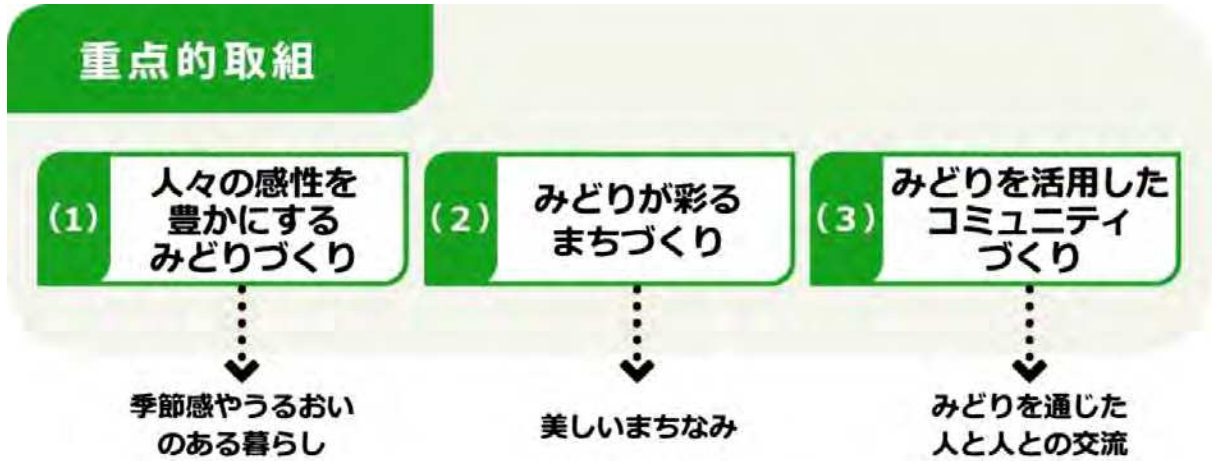 重点的取組
(1)
人々の感性を
豊かにする
みどりづくり
(2)
みどりが彩る
まちづくり
(3)
みどりを活用した
コミュニティ
づくり
季節感やうるおい
のある暮らし
美しいまちなみ
みどりを通じた
人と人との交流